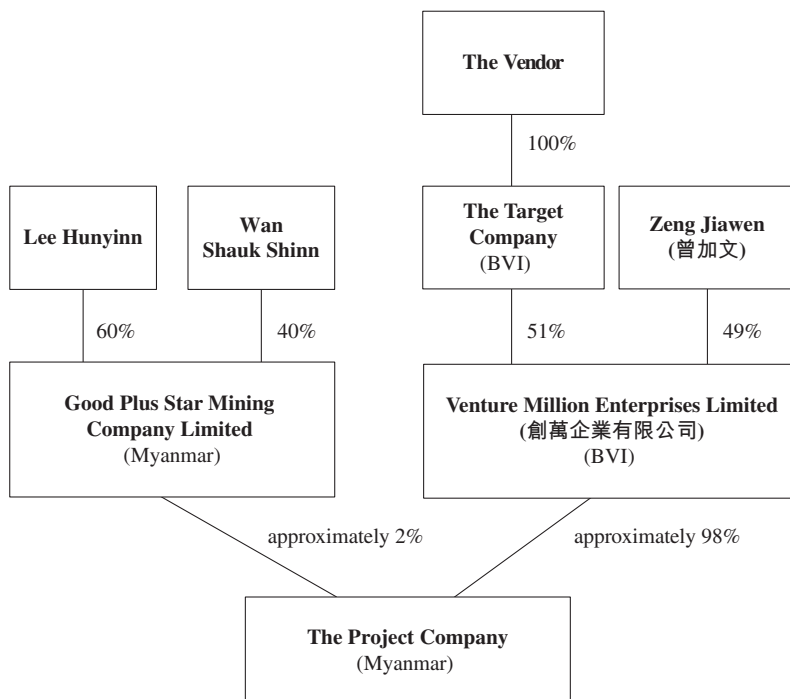 The Vendor
100%
Lee Hunyinn
Wan
Shauk Shinn
The Target
Company
(BVI)
Zeng Jiawen
(曾加文)
60%
40%
51%
49%
Good Plus Star Mining
Company Limited
(Myanmar)
Venture Million Enterprises Limited
(創萬企業有限公司)
(BVI)
approximately 2%
approximately 98%
The Project Company
(Myanmar)